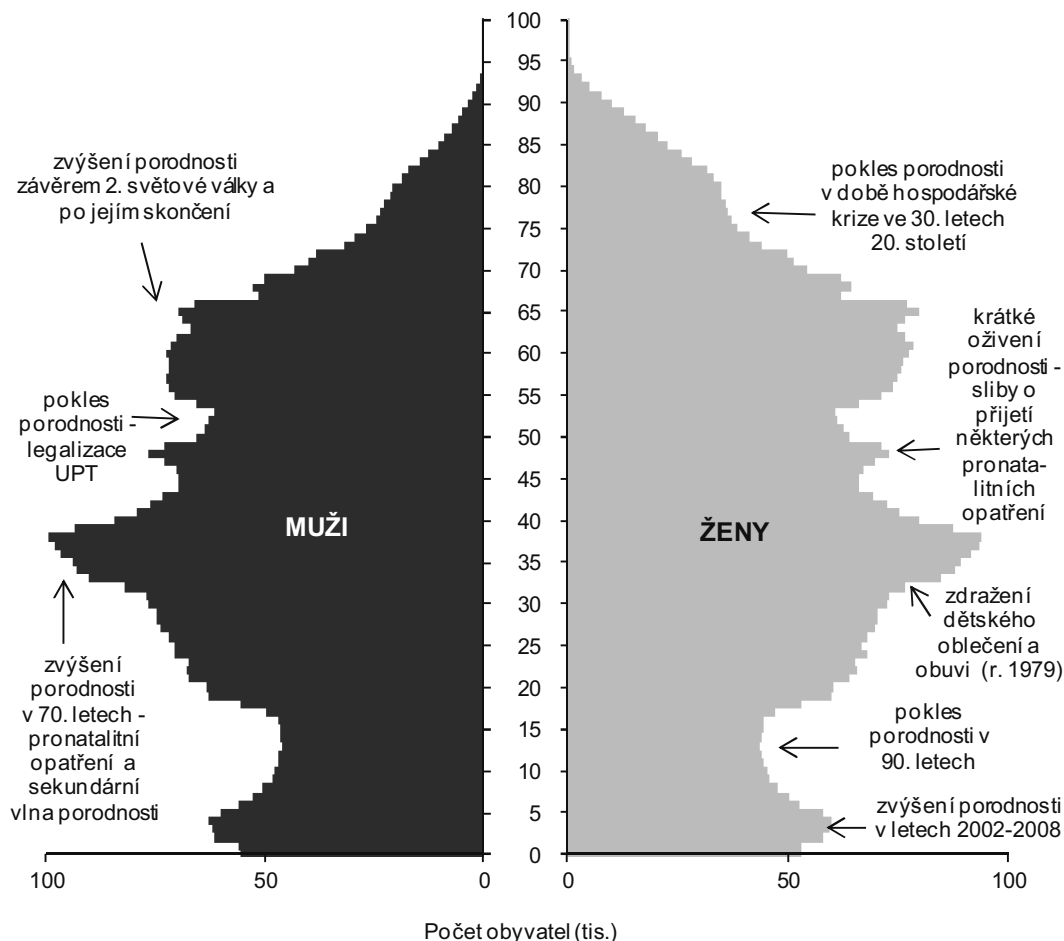 100
95
90
85
80
75
70
65
60
55
50
45
40
35
30
25
20
15
10
5
0
zvýšení porodnosti
závěrem 2. světové války a
po jejím skončení
pokles porodnosti
v době hospodářské
krize ve 30. letech
20. století
pokles
porodnosti -
legalizace
UPT
krátké
oživení
porodnosti -
sliby o
přijetí
některých
pronata-
litních
opatření
MUŽI
ŽENY
zvýšení
porodnosti
v 70. letech -
pronatalitní
opatření a
sekundární
vlna porodnosti
zdražení
dětského
oblečení a
obuvi (r. 1979)
pokles
porodnosti v
90. letech
zvýšení porodnosti
v letech 2002-2008
100 50 0 0 50 100
Počet obyvatel (tis.)